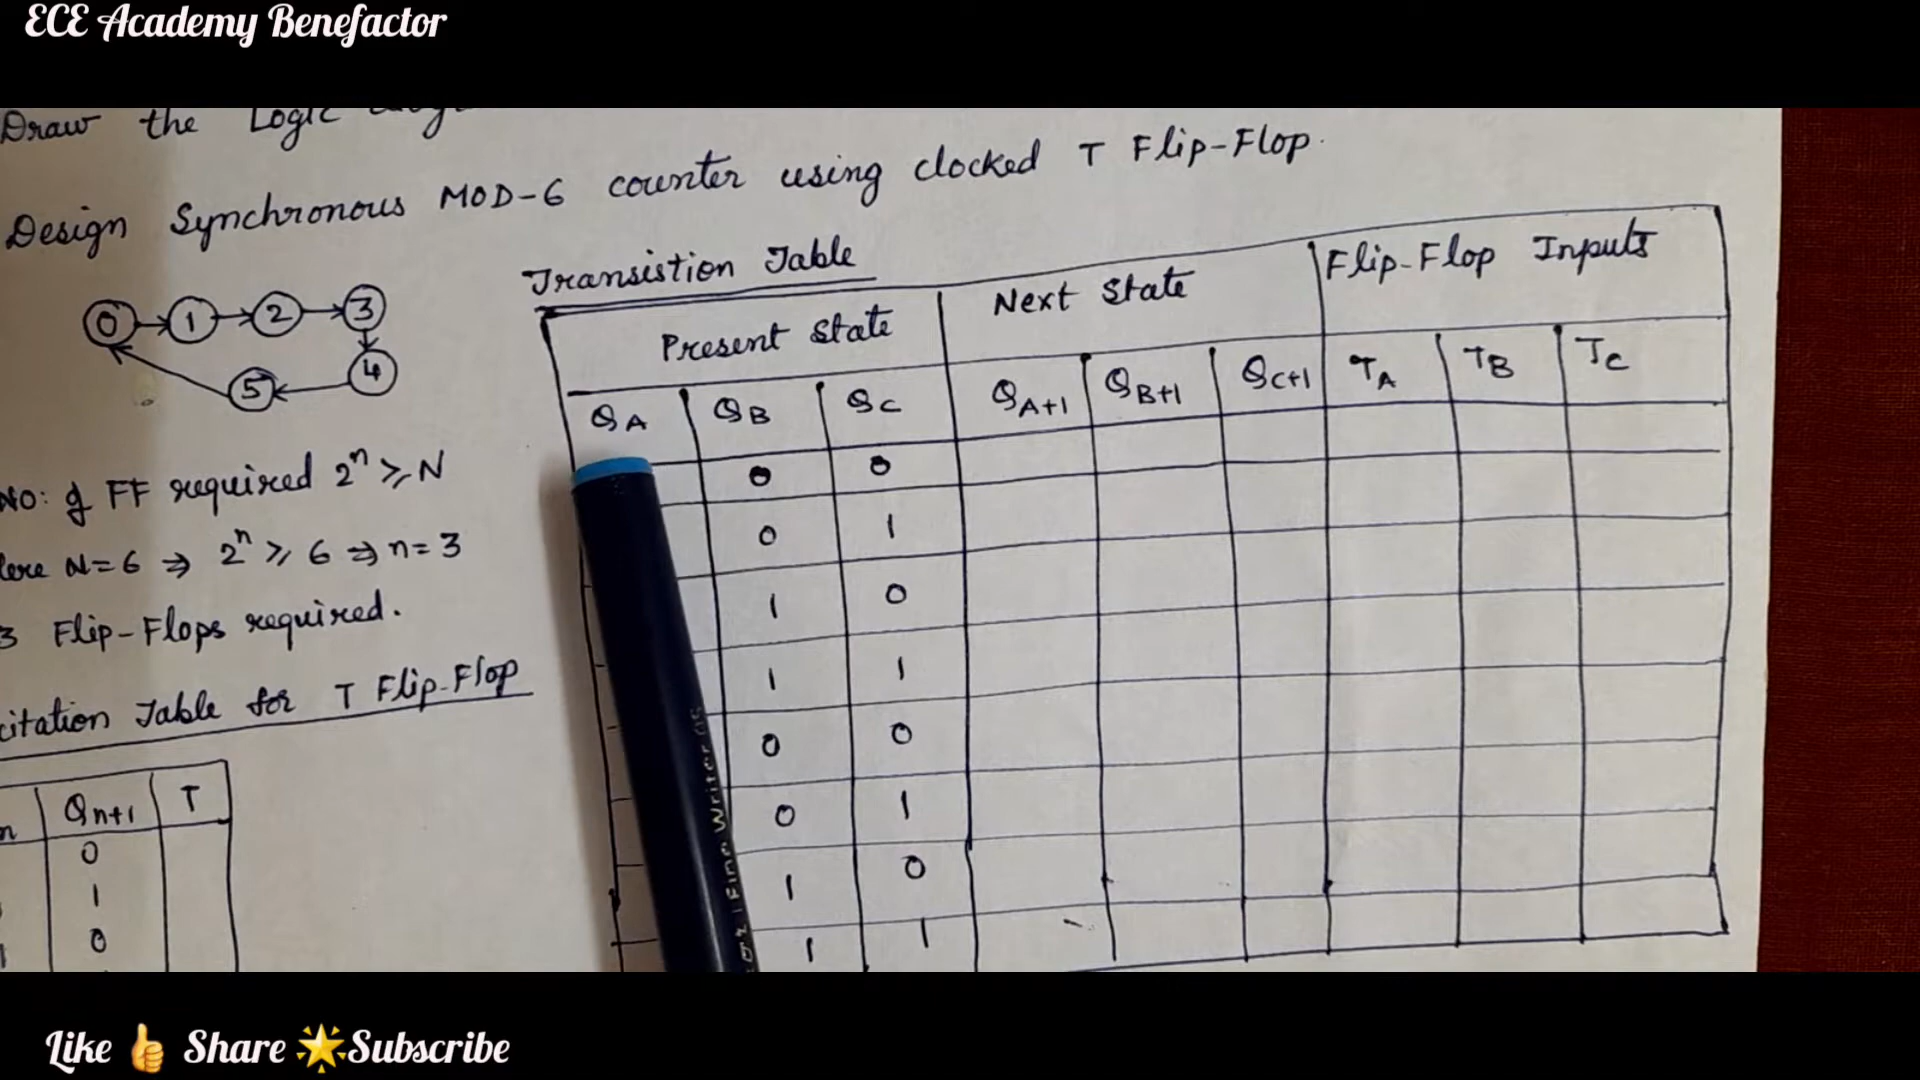 ECE Academy Benefactor
Draw the Logic
Design Synchronous MOD-6 counter using clocked T Flip-Flop.
0 1 2 3
4
5
NO: of FF required 2^n ≥ N
Here N=6 ⇒ 2^n ≥ 6 ⇒ n=3
3 Flip-Flops required.
citation Table for T Flip-Flop
n Qn+1 T
0
1
0
Transistion Table
Present State Next State Flip-Flop Inputs
QA QB QC QA+1 QB+1 QC+1 TA TB TC
0 0
0 1
1 0
1 1
0 0
0 1
1 0
1 1
Like 👍 Share 🌟Subscribe